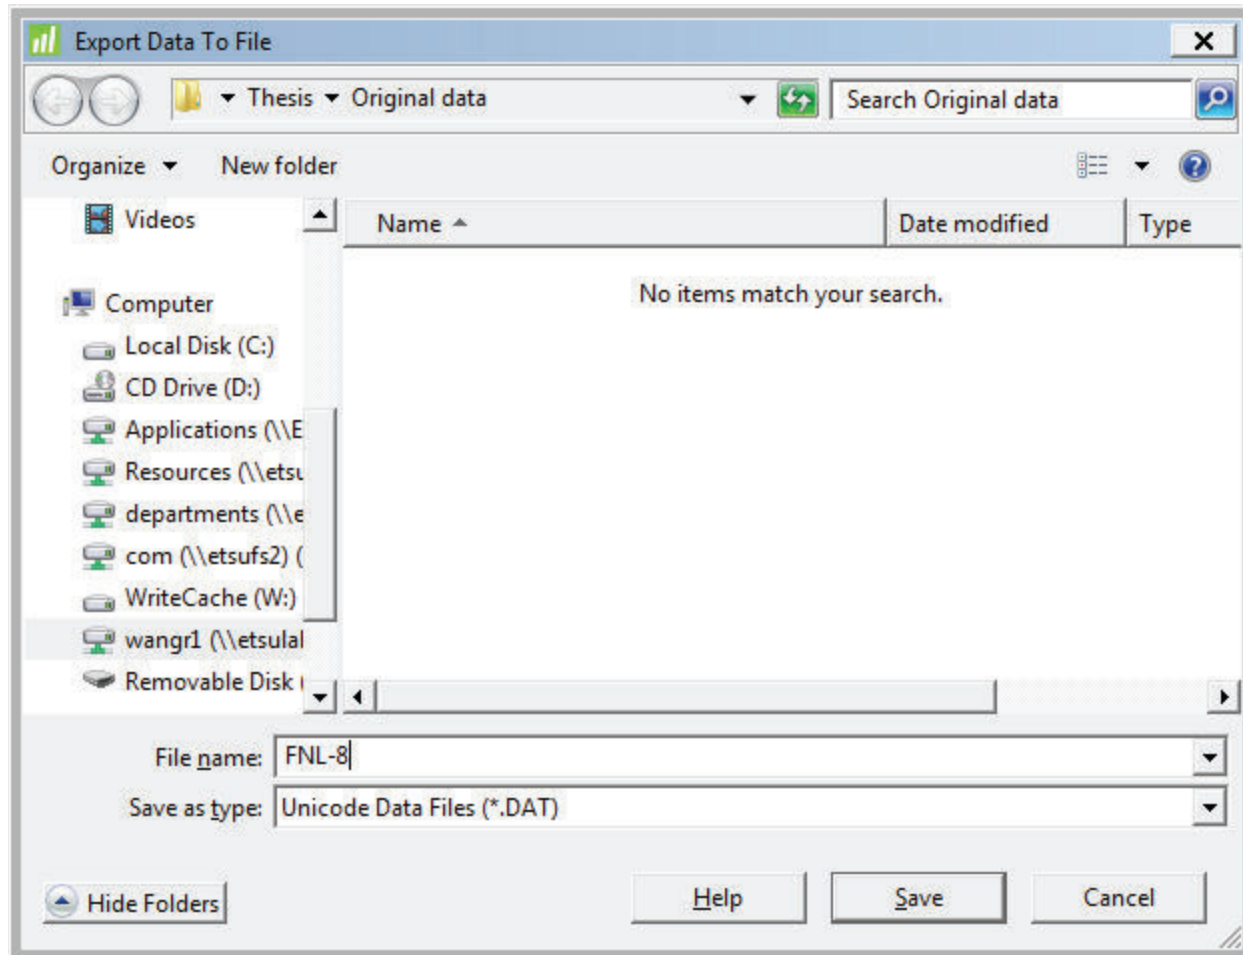 Export Data To File
Thesis Original data
Search Original data
Organize New folder
Name Date modified Type
Videos
No items match your search.
Computer
Local Disk (C:)
CD Drive (D:)
Applications (\\E
Resources (\\etsu
departments (\\e
com (\\etsufs2) (
WriteCache (W:)
wangr1 (\\etsulal
Removable Disk (
File name: FNL-8
Save as type: Unicode Data Files (*.DAT)
Hide Folders Help Save Cancel